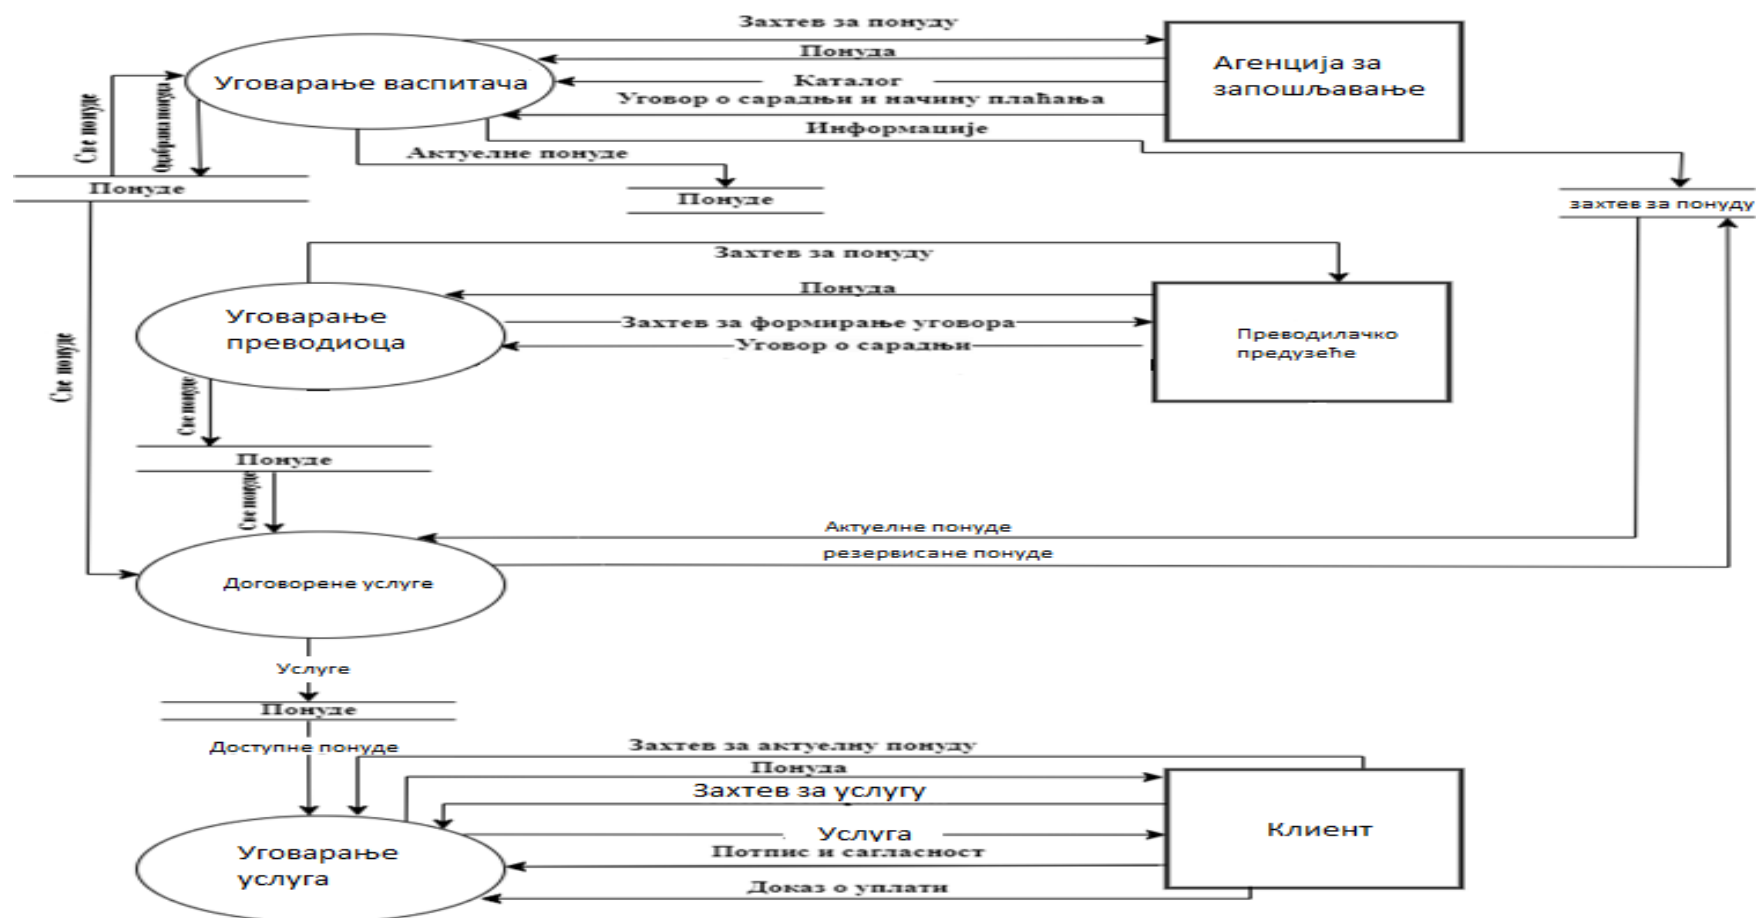 Захтев за понуду
Понуда
Каталог
Уговор о сарадњи и начину плаћања
Информације
Агенција за
запошљавање
Уговарање васпитача
Све понуде
Одабрана понуда
Актуелне понуде
Понуде
Понуде
захтев за понуду
Захтев за понуду
Понуда
Захтев за формирање уговора
Уговор о сарадњи
Уговарање
преводиоца
Преводилачко
предузеће
Све понуде
Све понуде
Понуде
Све понуде
Актуелне понуде
резервисане понуде
Договорене услуге
Услуге
Понуде
Доступне понуде
Захтев за актуелну понуду
Понуда
Захтев за услугу
Услуга
Потпис и сагласност
Доказ о уплати
Уговарање
услуга
Клиент